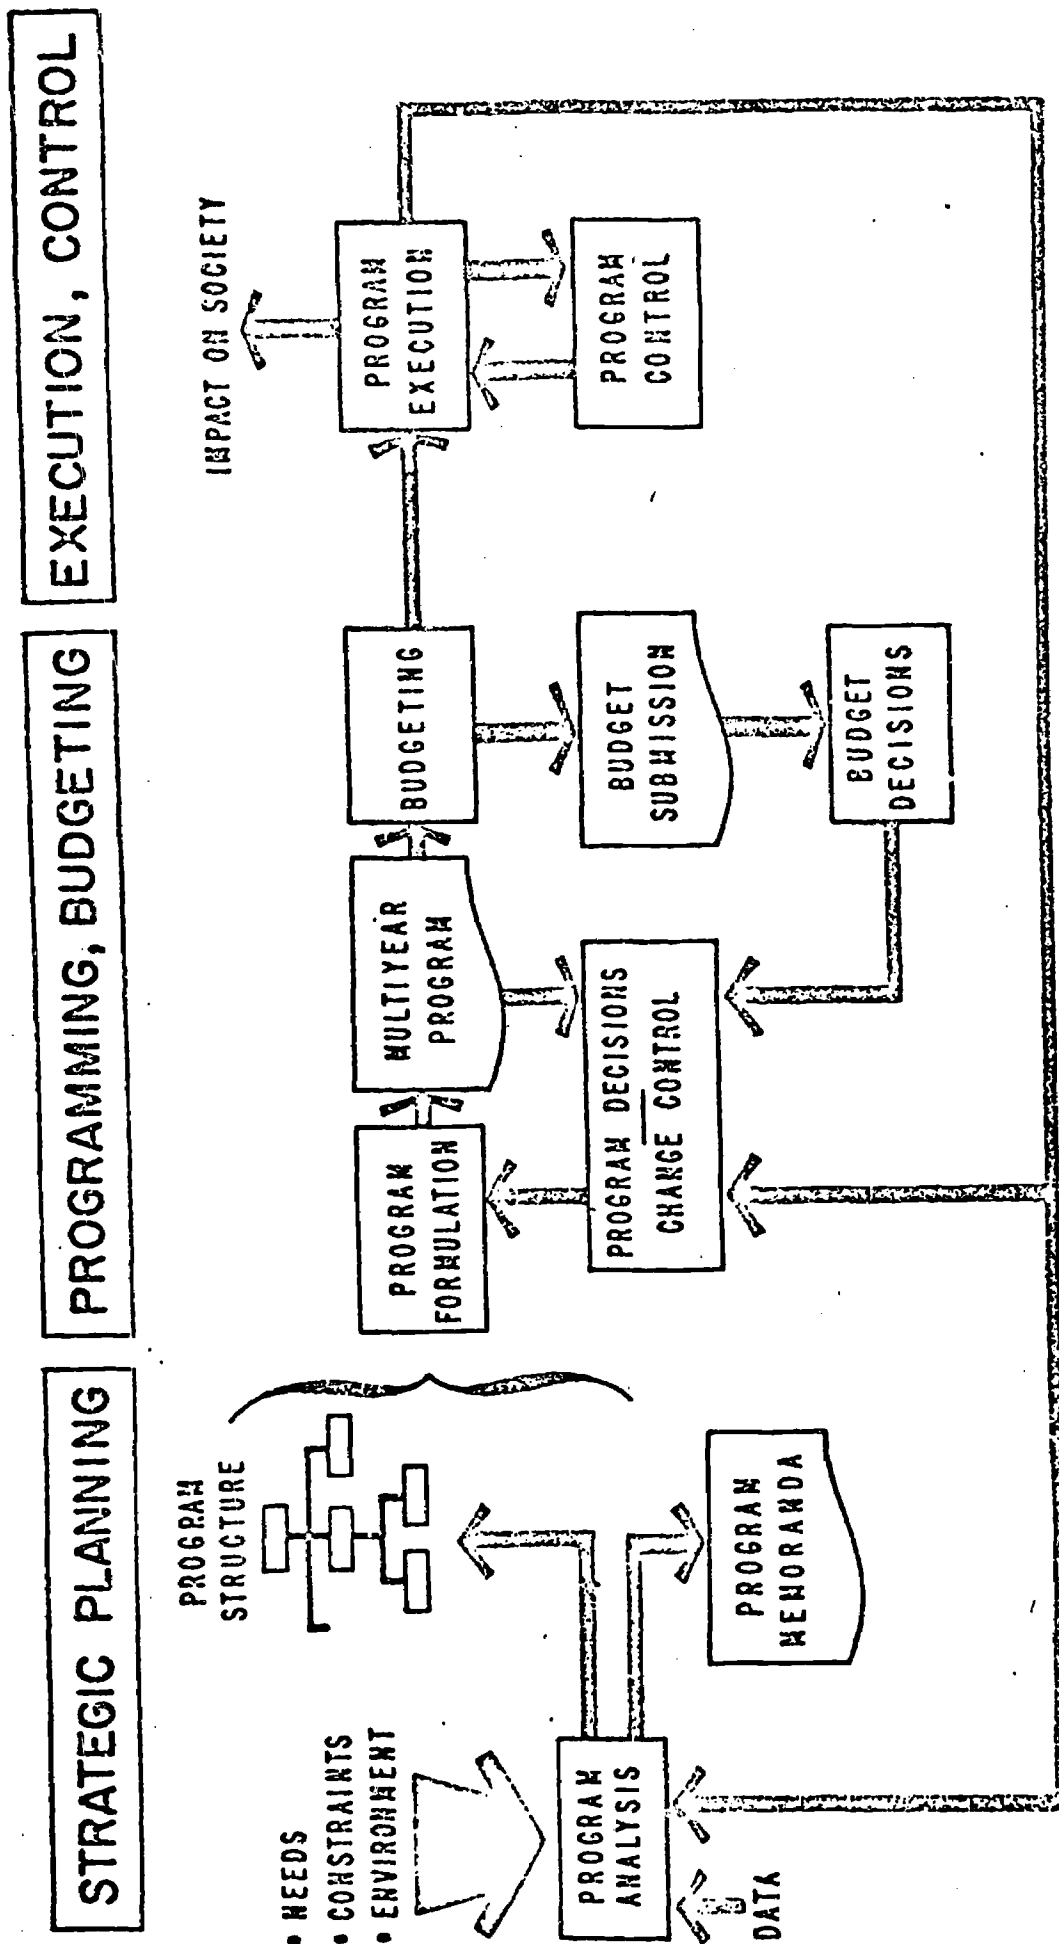 STRATEGIC PLANNING
PROGRAMMING, BUDGETING
EXECUTION, CONTROL
• NEEDS
• CONSTRAINTS
• ENVIRONMENT
PROGRAM
STRUCTURE
PROGRAM
ANALYSIS
DATA
PROGRAM
MEMORANDA
PROGRAM
FORMULATION
MULTIYEAR
PROGRAM
PROGRAM DECISIONS
CHANGE CONTROL
BUDGETING
BUDGET
SUBMISSION
BUDGET
DECISIONS
IMPACT ON SOCIETY
PROGRAM
EXECUTION
PROGRAM
CONTROL